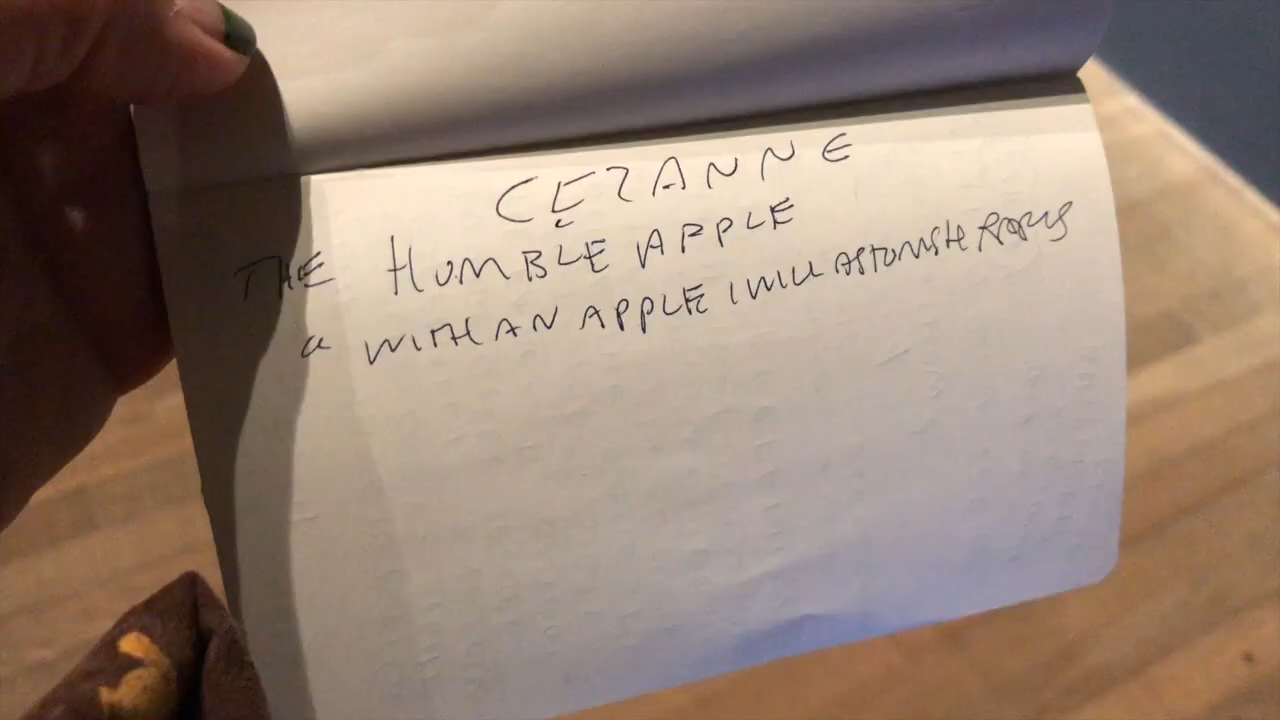 CEZANNE
THE HUMBLE APPLE
a WITH AN APPLE I WILL ASTONISH PARIS